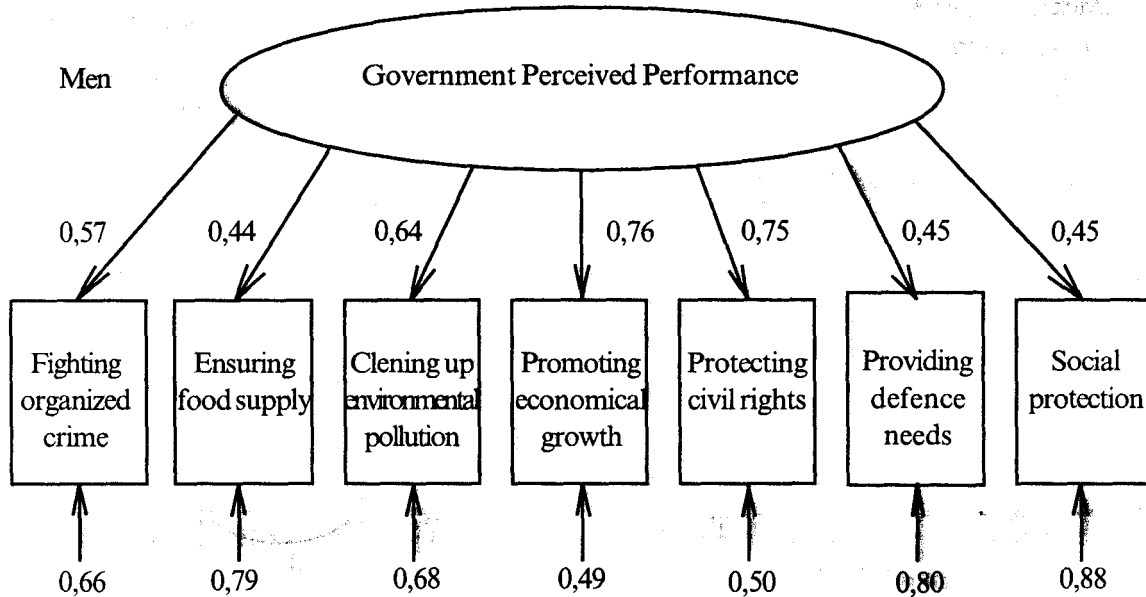 Men
Government Perceived Performance
0,57
0,44
0,64
0,76
0,75
0,45
0,45
Fighting
organized
crime
Ensuring
food supply
Clening up
environmental
pollution
Promoting
economical
growth
Protecting
civil rights
Providing
defence
needs
Social
protection
0,66
0,79
0,68
0,49
0,50
0,80
0,88